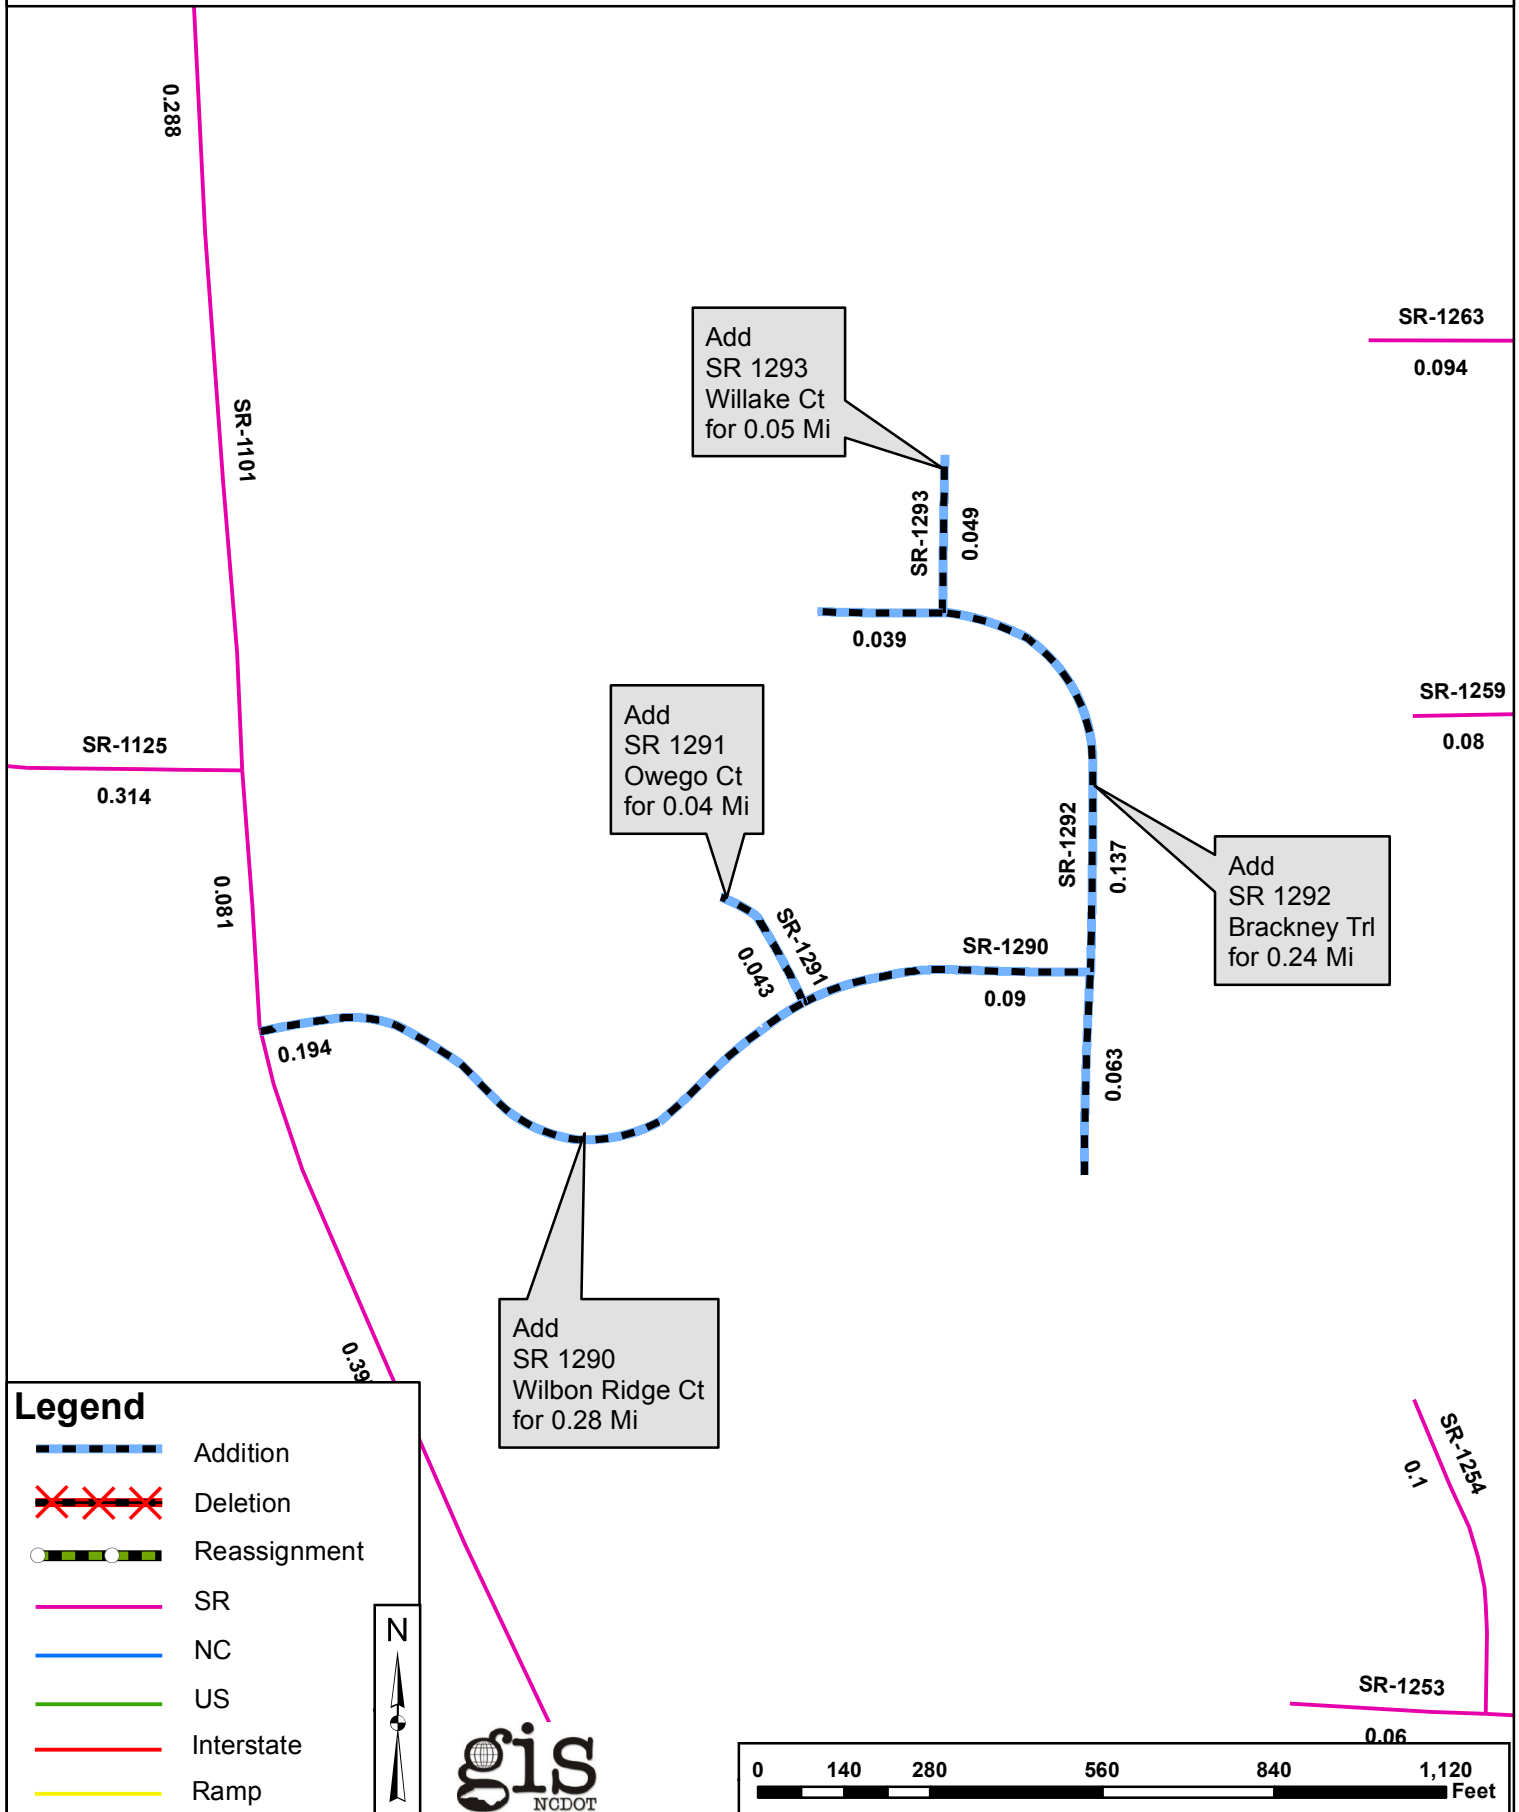 0.288
SR-1101
Add
SR 1293
Willake Ct
for 0.05 Mi
SR-1263
0.094
SR-1293
0.049
0.039
SR-1259
0.08
SR-1125
0.314
Add
SR 1291
Owego Ct
for 0.04 Mi
SR-1292
0.137
Add
SR 1292
Brackney Trl
for 0.24 Mi
0.081
SR-1291
0.043
SR-1290
0.09
0.194
0.063
Add
SR 1290
Wilbon Ridge Ct
for 0.28 Mi
0.39
SR-1254
0.1
SR-1253
0.06
Legend
Addition
Deletion
Reassignment
SR
NC
US
Interstate
Ramp
N
gis
NCDOT
0 140 280 560 840 1,120
Feet